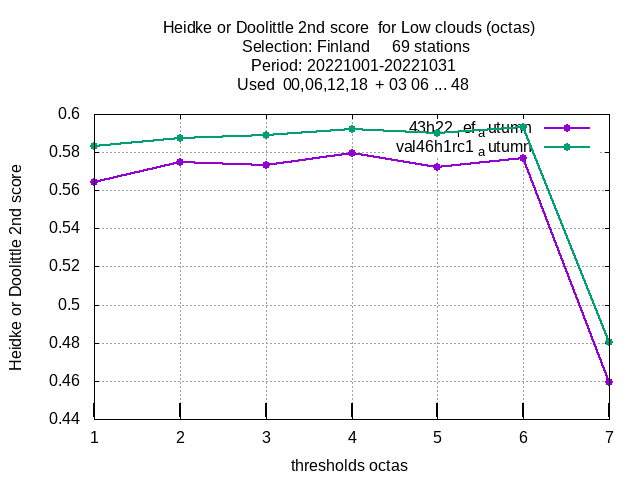 Heidke or Doolittle 2nd score for Low clouds (octas)
Selection: Finland 69 stations
Period: 20221001-20221031
Used 00,06,12,18 + 03 06 ... 48
43h22_ref_autumn
val46h1rc1_autumn
Heidke or Doolittle 2nd score
0.6
0.58
0.56
0.54
0.52
0.5
0.48
0.46
0.44
1 2 3 4 5 6 7
thresholds octas